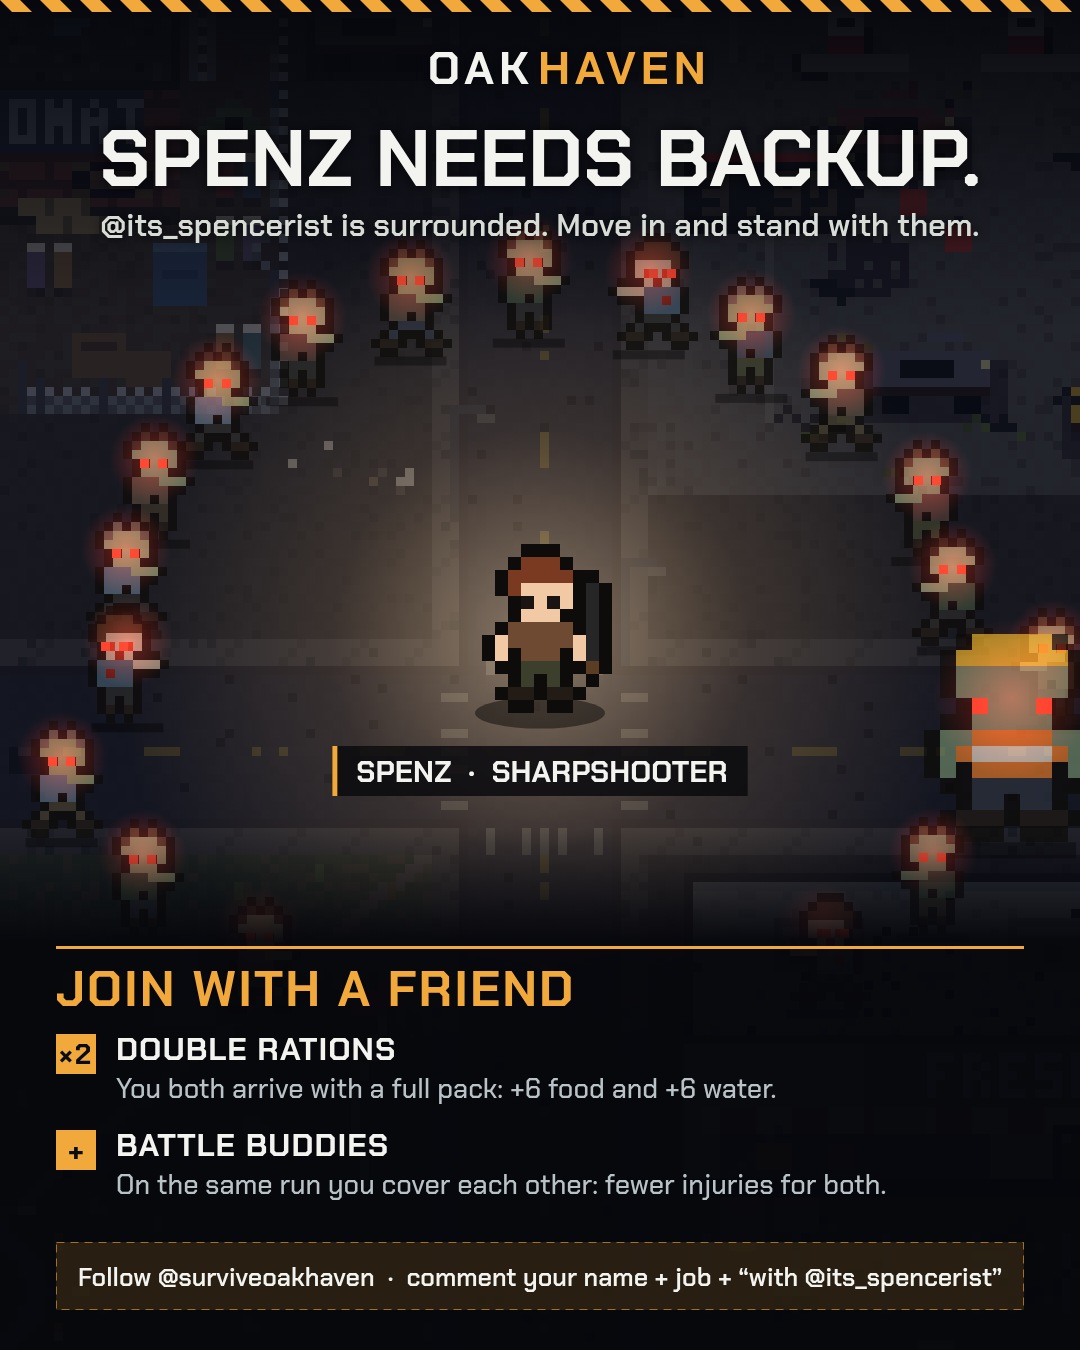 OAKHAVEN
SPENZ NEEDS BACKUP.
@its_spencerist is surrounded. Move in and stand with them.
SPENZ · SHARPSHOOTER
JOIN WITH A FRIEND
×2 DOUBLE RATIONS
You both arrive with a full pack: +6 food and +6 water.
+ BATTLE BUDDIES
On the same run you cover each other: fewer injuries for both.
Follow @surviveoakhaven · comment your name + job + “with @its_spencerist”